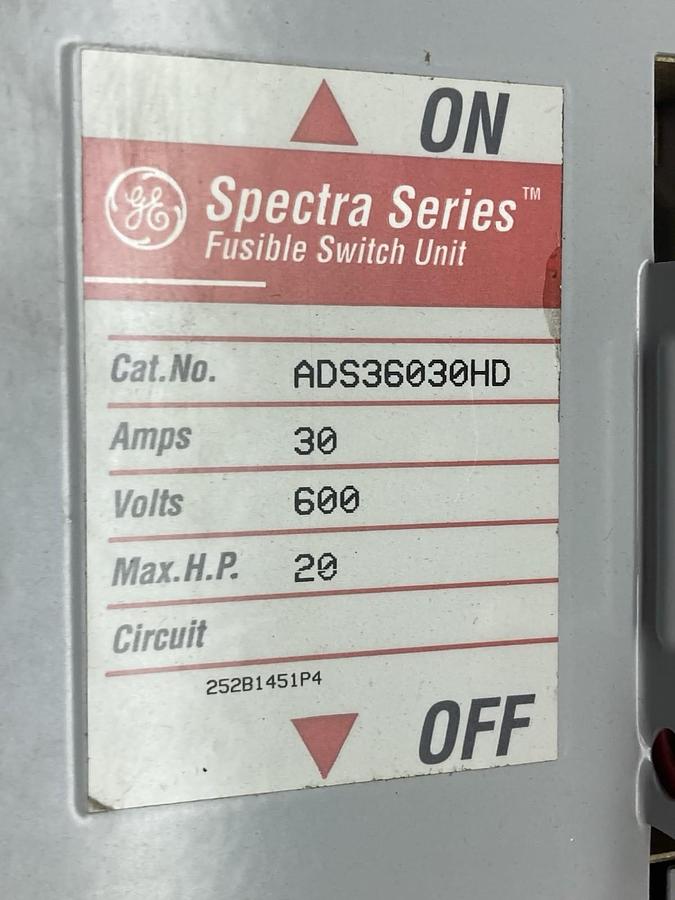 ON
GE
Spectra Series™
Fusible Switch Unit
Cat.No. ADS36030HD
Amps 30
Volts 600
Max.H.P. 20
Circuit
252B1451P4
OFF